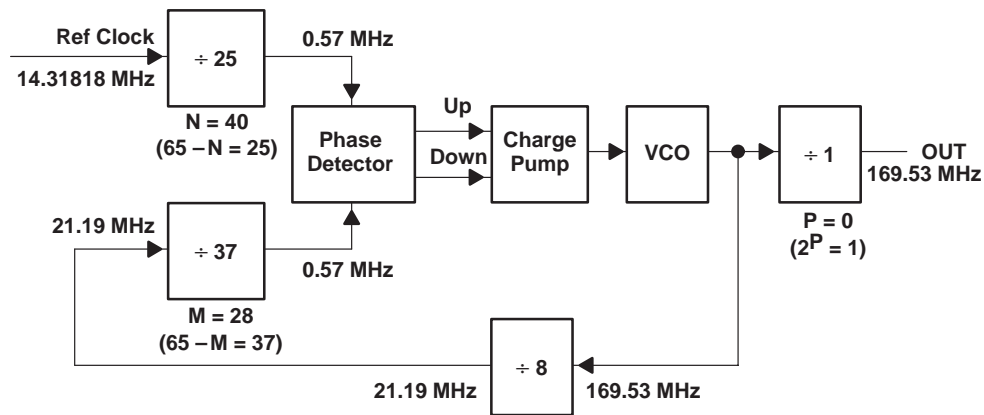 Ref Clock
14.31818 MHz
÷ 25
N = 40
(65 – N = 25)
0.57 MHz
Phase
Detector
Up
Down
Charge
Pump
VCO
÷ 1
OUT
169.53 MHz
P = 0
(2P = 1)
21.19 MHz
÷ 37
0.57 MHz
M = 28
(65 – M = 37)
÷ 8
21.19 MHz
169.53 MHz